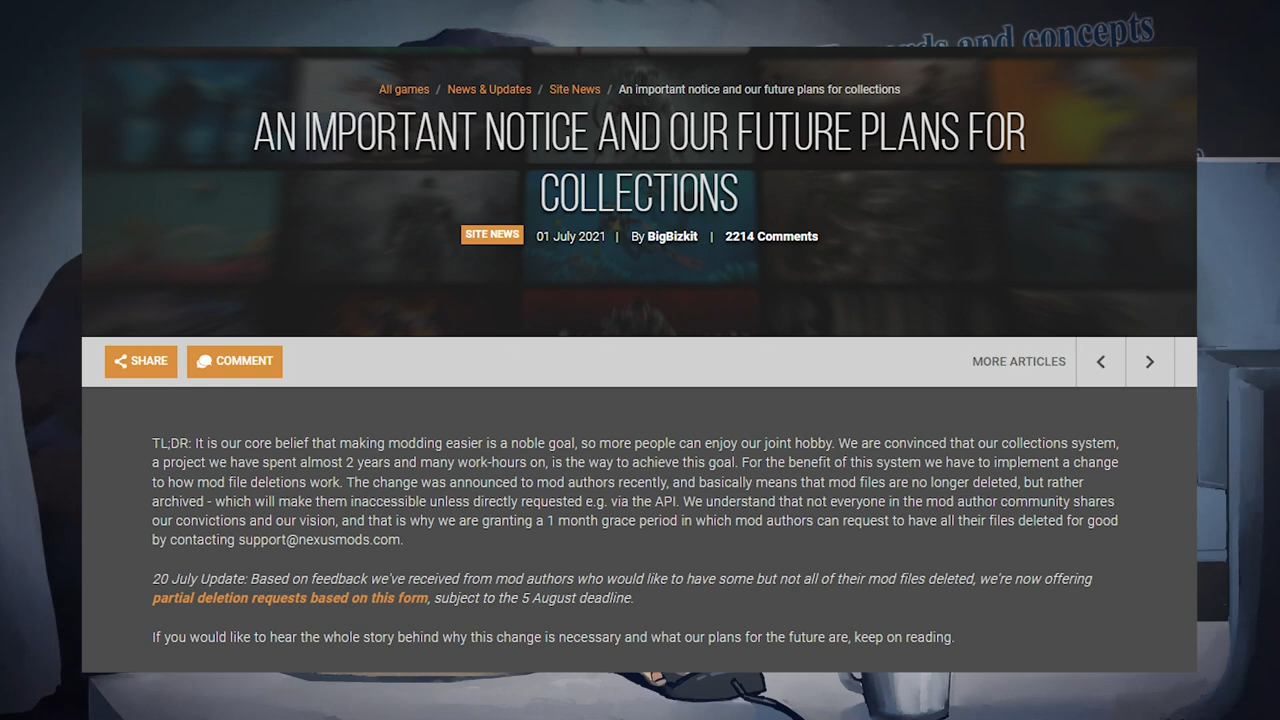 and concepts
All games / News & Updates / Site News / An important notice and our future plans for collections
AN IMPORTANT NOTICE AND OUR FUTURE PLANS FOR
COLLECTIONS
SITE NEWS 01 July 2021 | By BigBizkit | 2214 Comments
SHARE COMMENT MORE ARTICLES
TL;DR: It is our core belief that making modding easier is a noble goal, so more people can enjoy our joint hobby. We are convinced that our collections system,
a project we have spent almost 2 years and many work-hours on, is the way to achieve this goal. For the benefit of this system we have to implement a change
to how mod file deletions work. The change was announced to mod authors recently, and basically means that mod files are no longer deleted, but rather
archived - which will make them inaccessible unless directly requested e.g. via the API. We understand that not everyone in the mod author community shares
our convictions and our vision, and that is why we are granting a 1 month grace period in which mod authors can request to have all their files deleted for good
by contacting support@nexusmods.com.
20 July Update: Based on feedback we've received from mod authors who would like to have some but not all of their mod files deleted, we're now offering
partial deletion requests based on this form, subject to the 5 August deadline.
If you would like to hear the whole story behind why this change is necessary and what our plans for the future are, keep on reading.